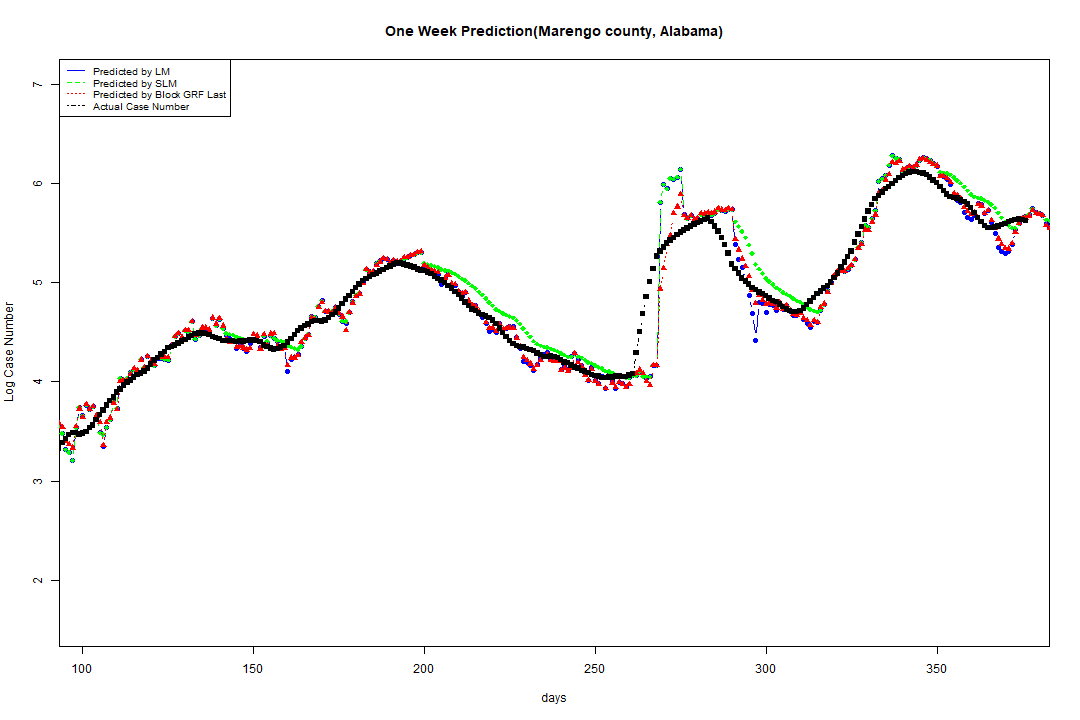 One Week Prediction(Marengo county, Alabama)
Predicted by LM
Predicted by SLM
Predicted by Block GRF Last
Actual Case Number
7
6
5
4
3
2
Log Case Number
100 150 200 250 300 350
days